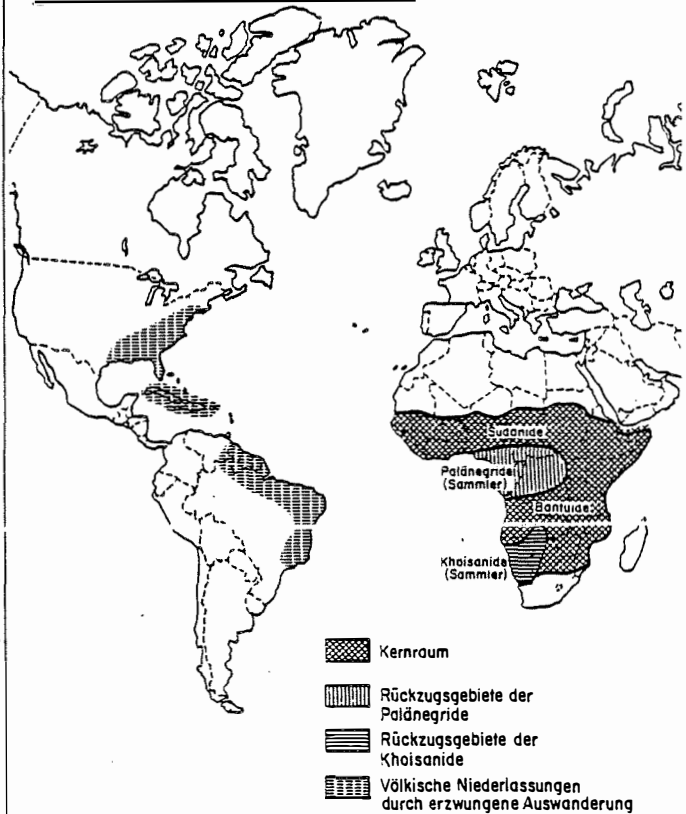 Sudanide
Palänegride
(Sammler)
Bantuide
Khoisanide
(Sammler)
Kernraum
Rückzugsgebiete der
Palänegride
Rückzugsgebiete der
Khoisanide
Völkische Niederlassungen
durch erzwungene Auswanderung